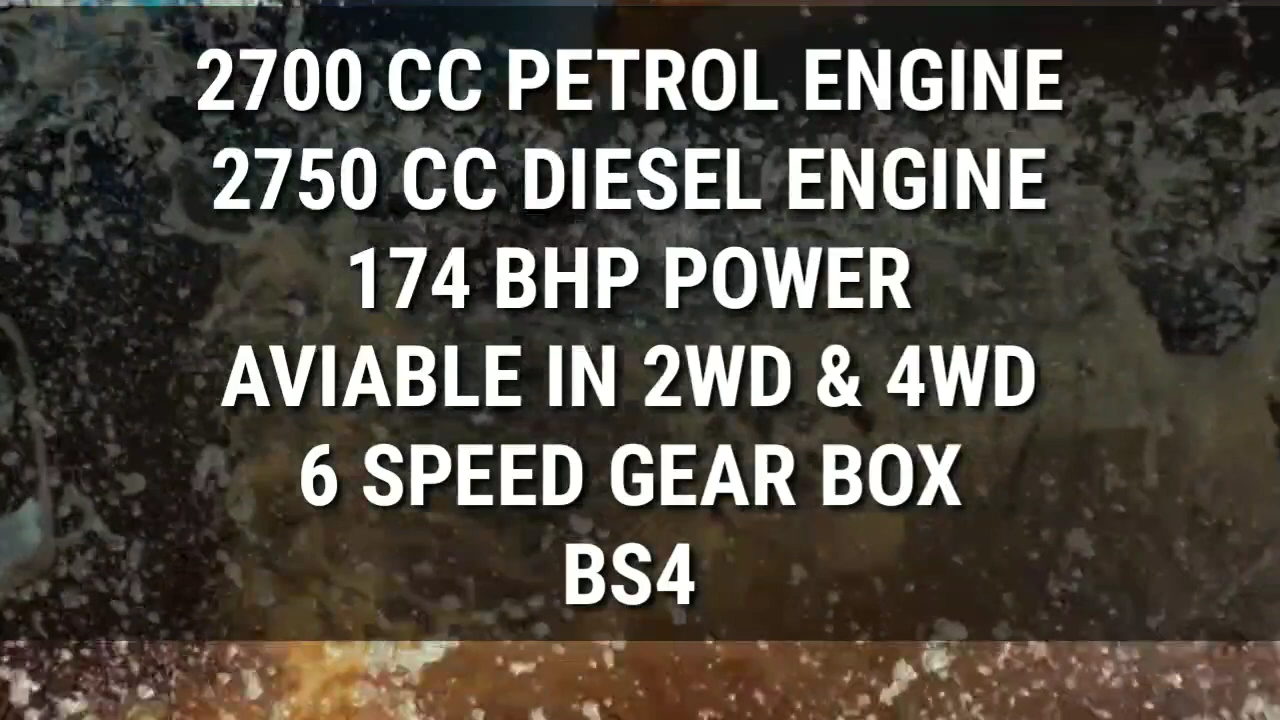 2700 CC PETROL ENGINE
2750 CC DIESEL ENGINE
174 BHP POWER
AVIABLE IN 2WD & 4WD
6 SPEED GEAR BOX
BS4